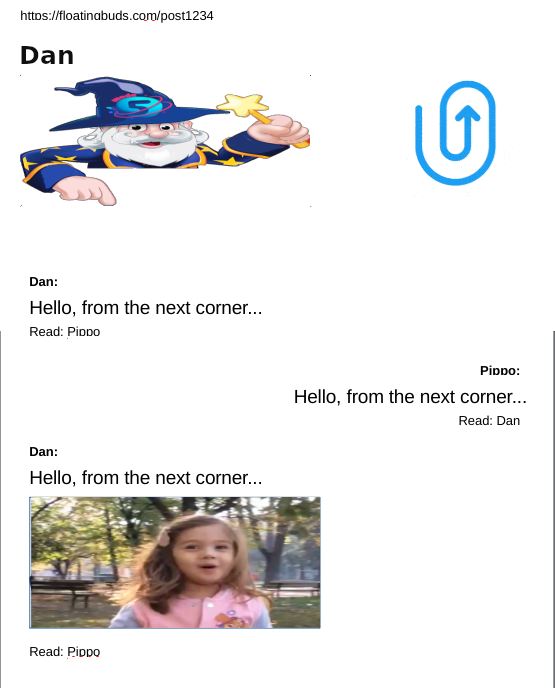 https://floatingbuds.com/post1234
Dan
Dan:
Hello, from the next corner...
Read: Pippo
Pippo:
Hello, from the next corner...
Read: Dan
Dan:
Hello, from the next corner...
Read: Pippo